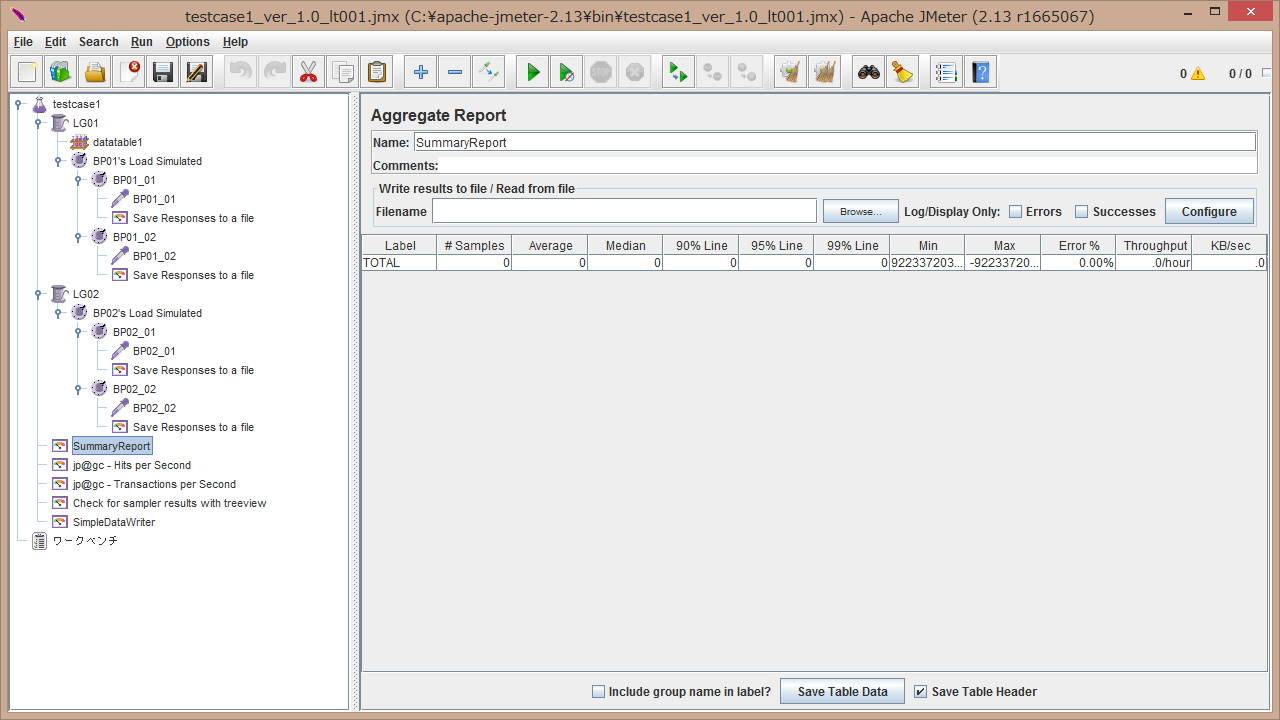 testcase1_ver_1.0_lt001.jmx (C:¥apache-jmeter-2.13¥bin¥testcase1_ver_1.0_lt001.jmx) - Apache JMeter (2.13 r1665067)
File Edit Search Run Options Help
0 0 / 0
testcase1
LG01
datatable1
BP01's Load Simulated
BP01_01
BP01_01
Save Responses to a file
BP01_02
BP01_02
Save Responses to a file
LG02
BP02's Load Simulated
BP02_01
BP02_01
Save Responses to a file
BP02_02
BP02_02
Save Responses to a file
SummaryReport
jp@gc - Hits per Second
jp@gc - Transactions per Second
Check for sampler results with treeview
SimpleDataWriter
ワークベンチ
Aggregate Report
Name: SummaryReport
Comments:
Write results to file / Read from file
Filename Browse... Log/Display Only: Errors Successes Configure
Label # Samples Average Median 90% Line 95% Line 99% Line Min Max Error % Throughput KB/sec
TOTAL 0 0 0 0 0 0 922337203... -92233720... 0.00% .0/hour .0
Include group name in label? Save Table Data Save Table Header